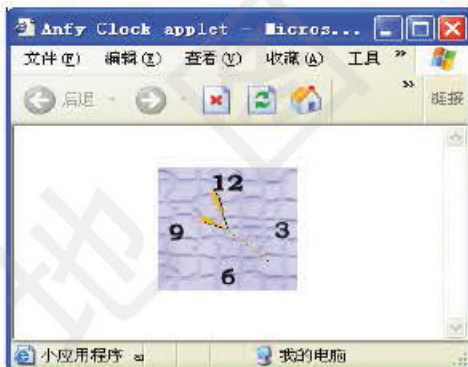 Anfy Clock applet - Micros...
文件(F) 编辑(E) 查看(V) 收藏(A) 工具 »
后退 » 链接
12
9 3
6
小应用程序 a 我的电脑